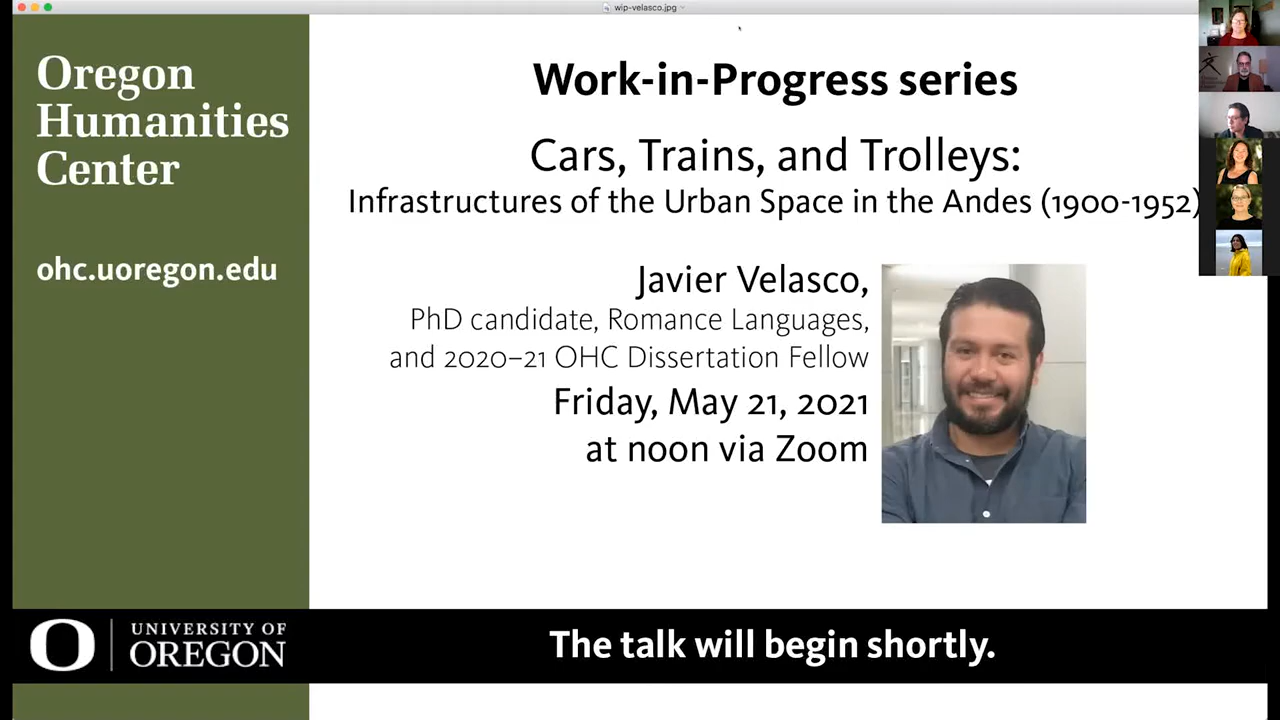 wip-velasco.jpg
Oregon
Humanities
Center
ohc.uoregon.edu
Work-in-Progress series
Cars, Trains, and Trolleys:
Infrastructures of the Urban Space in the Andes (1900-1952)
Javier Velasco,
PhD candidate, Romance Languages,
and 2020–21 OHC Dissertation Fellow
Friday, May 21, 2021
at noon via Zoom
O
UNIVERSITY OF
OREGON
The talk will begin shortly.